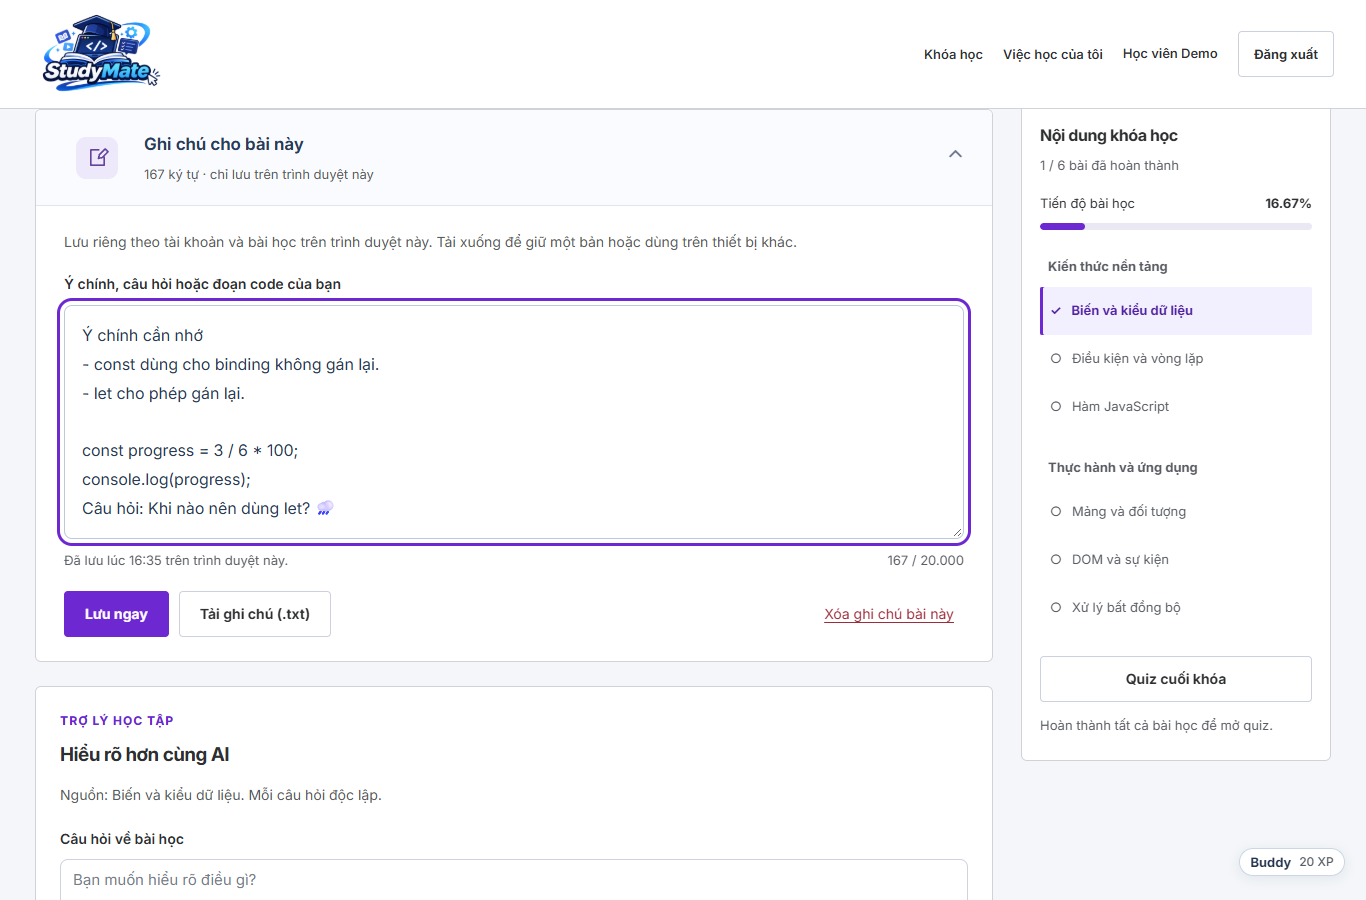 </>
StudyMate
Khóa học
Việc học của tôi
Học viên Demo
Đăng xuất
Ghi chú cho bài này
167 ký tự · chỉ lưu trên trình duyệt này
Lưu riêng theo tài khoản và bài học trên trình duyệt này. Tải xuống để giữ một bản hoặc dùng trên thiết bị khác.
Ý chính, câu hỏi hoặc đoạn code của bạn
Ý chính cần nhớ
- const dùng cho binding không gán lại.
- let cho phép gán lại.
const progress = 3 / 6 * 100;
console.log(progress);
Câu hỏi: Khi nào nên dùng let? 🌧️
Đã lưu lúc 16:35 trên trình duyệt này.
167 / 20.000
Lưu ngay
Tải ghi chú (.txt)
Xóa ghi chú bài này
TRỢ LÝ HỌC TẬP
Hiểu rõ hơn cùng AI
Nguồn: Biến và kiểu dữ liệu. Mỗi câu hỏi độc lập.
Câu hỏi về bài học
Bạn muốn hiểu rõ điều gì?
Nội dung khóa học
1 / 6 bài đã hoàn thành
Tiến độ bài học
16.67%
Kiến thức nền tảng
Biến và kiểu dữ liệu
Điều kiện và vòng lặp
Hàm JavaScript
Thực hành và ứng dụng
Mảng và đối tượng
DOM và sự kiện
Xử lý bất đồng bộ
Quiz cuối khóa
Hoàn thành tất cả bài học để mở quiz.
Buddy 20 XP